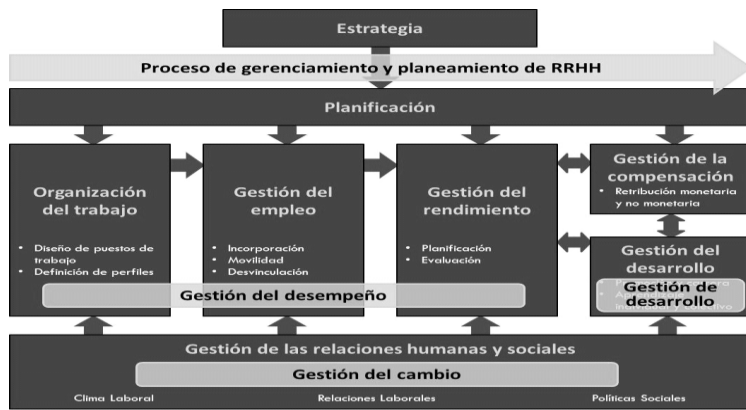 Estrategia
Proceso de gerenciamiento y planeamiento de RRHH
Planificación
Organización
del trabajo
• Diseño de puestos de
trabajo
• Definición de perfiles
Gestión del
empleo
• Incorporación
• Movilidad
• Desvinculación
Gestión del
rendimiento
• Planificación
• Evaluación
Gestión de la
compensación
• Retribución monetaria
y no monetaria
Gestión del
desarrollo
Gestión de
desarrollo
Gestión del desempeño
Gestión de las relaciones humanas y sociales
Gestión del cambio
Clima Laboral
Relaciones Laborales
Políticas Sociales